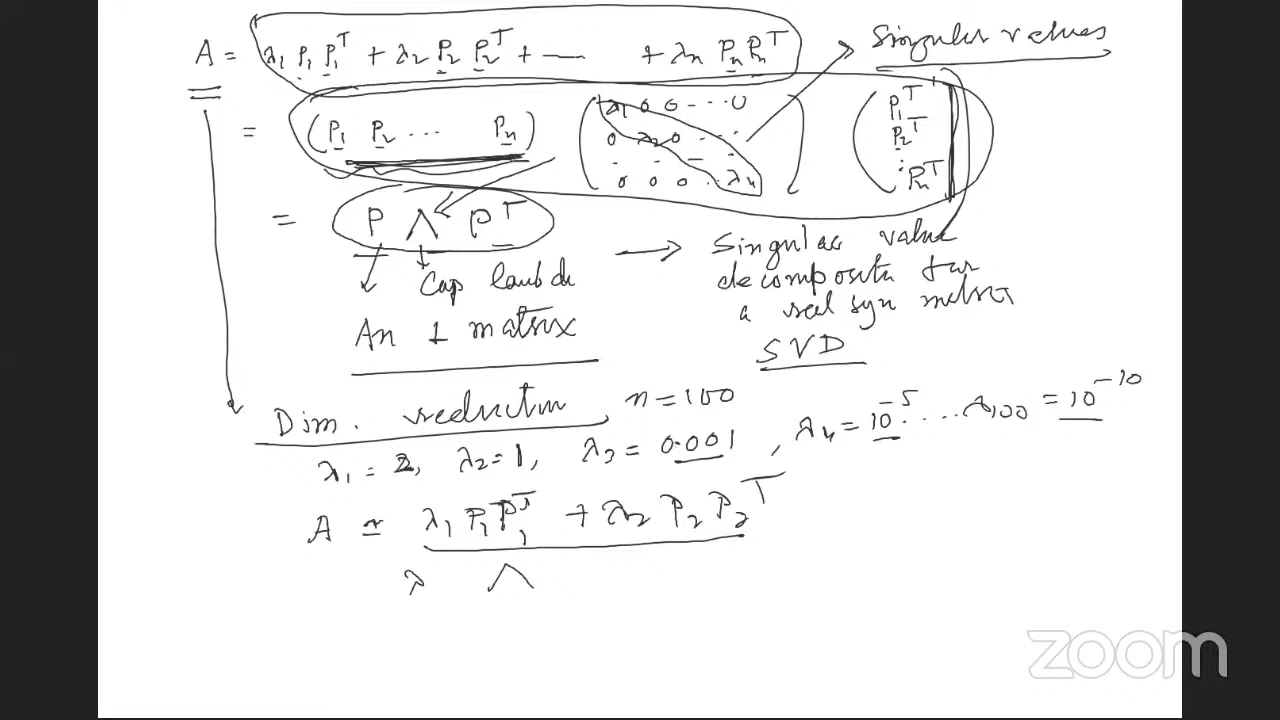 A = λ1 P1 P1^T + λ2 P2 P2^T + ---- + λn Pn Pn^T
Singular values
= (P1 P2 ... Pn) (λ1 0 0 - - - 0
0 λ2 0 - - -
- - - -
0 0 0 .. λn) (P1^T
P2^T
:
Pn^T)
= P Λ P^T → Singular value
decomposition for
a real sym matrix
SVD
Cap lambda
An ⊥ matrix
Dim. reduction, n=100
λ1 = 2, λ2=1, λ3 = 0.001, λ4 = 10^-5 .... λ100 = 10^-10
A ≃ λ1 P1 P1^T + λ2 P2 P2^T
λ Λ
zoom